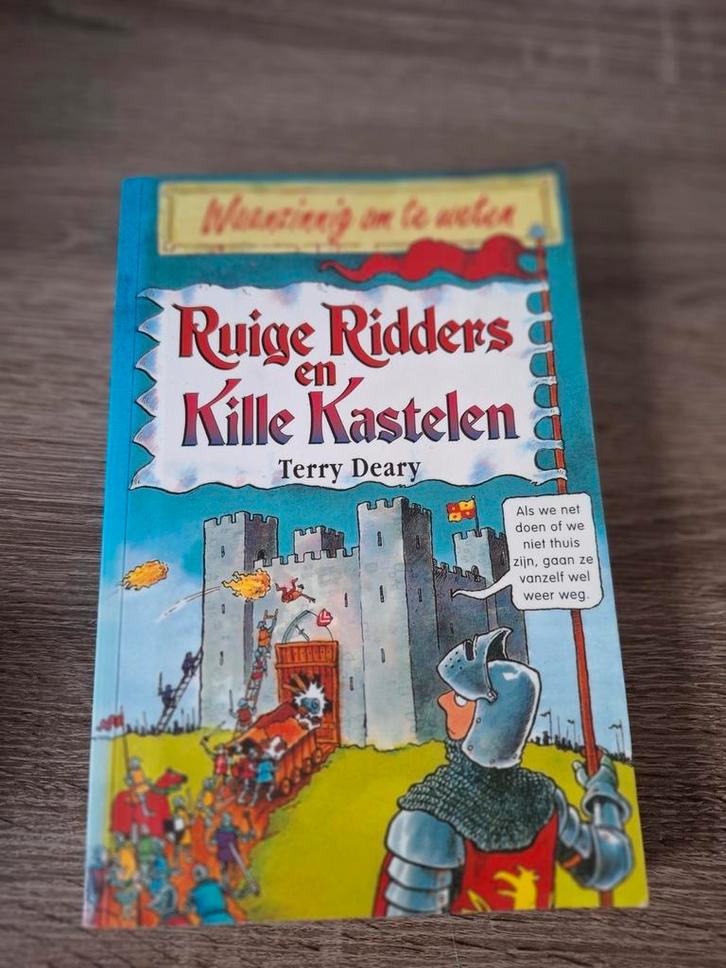 Waanzinnig om te weten
Ruige Ridders
en
Kille Kastelen
Terry Deary
Als we net
doen of we
niet thuis
zijn, gaan ze
vanzelf wel
weer weg.